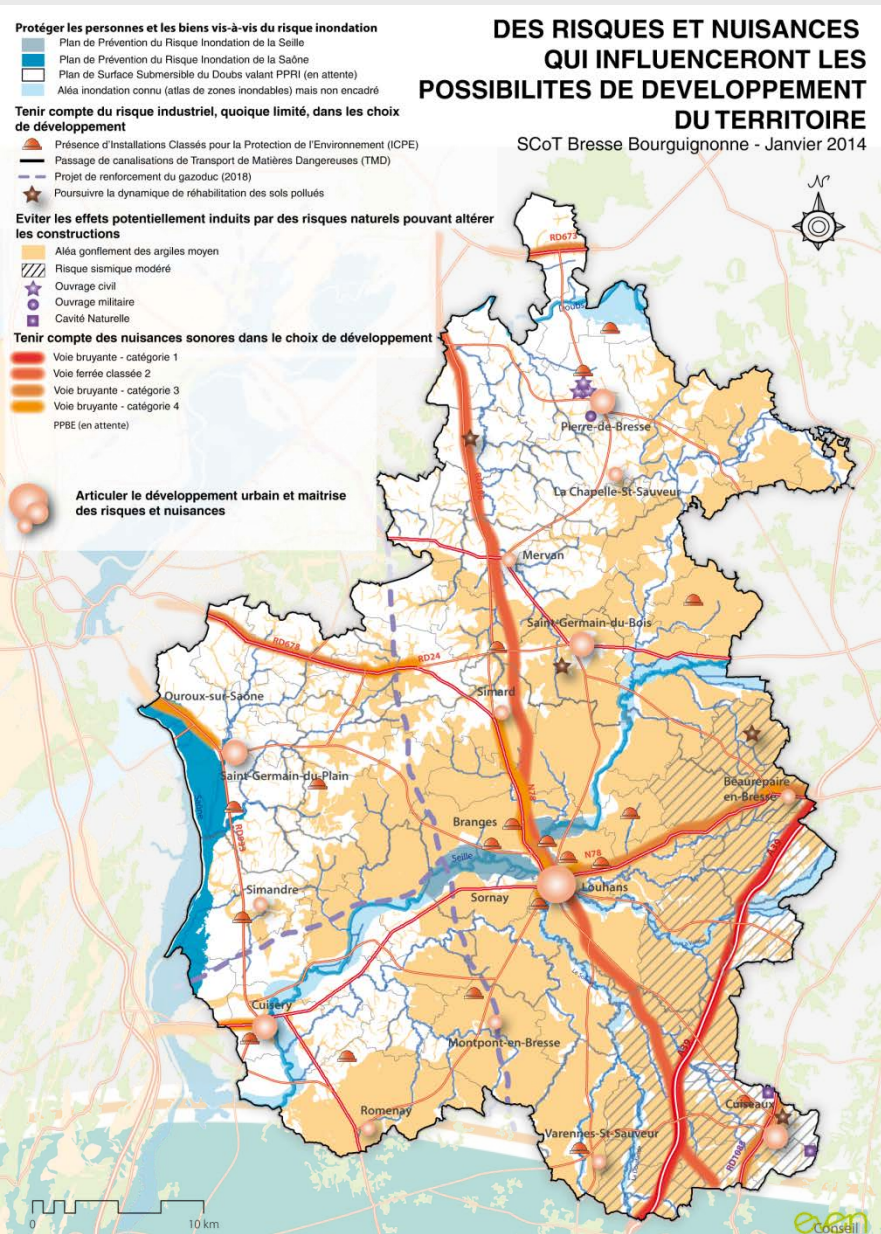 DES RISQUES ET NUISANCES
QUI INFLUENCERONT LES
POSSIBILITES DE DEVELOPPEMENT
DU TERRITOIRE
SCoT Bresse Bourguignonne - Janvier 2014
Protéger les personnes et les biens vis-à-vis du risque inondation
Plan de Prévention du Risque Inondation de la Seille
Plan de Prévention du Risque Inondation de la Saône
Plan de Surface Submersible du Doubs valant PPRI (en attente)
Aléa inondation connu (atlas de zones inondables) mais non encadré
Tenir compte du risque industriel, quoique limité, dans les choix
de développement
Présence d'Installations Classés pour la Protection de l'Environnement (ICPE)
Passage de canalisations de Transport de Matières Dangereuses (TMD)
Projet de renforcement du gazoduc (2018)
Poursuivre la dynamique de réhabilitation des sols pollués
Eviter les effets potentiellement induits par des risques naturels pouvant altérer
les constructions
Aléa gonflement des argiles moyen
Risque sismique modéré
Ouvrage civil
Ouvrage militaire
Cavité Naturelle
Tenir compte des nuisances sonores dans le choix de développement
Voie bruyante - catégorie 1
Voie ferrée classée 2
Voie bruyante - catégorie 3
Voie bruyante - catégorie 4
PPBE (en attente)
Articuler le développement urbain et maitrise
des risques et nuisances
N
RD673
Doubs
Pierre-de-Bresse
La Chapelle-St-Sauveur
Mervan
Saint-Germain-du-Bois
RD678
RD24
Simard
Ouroux-sur-Saône
Saint-Germain-du-Plain
Saône
RD933
N78
Beaurepaire
en-Bresse
Branges
N78
Seille
A39
Louhans
Sornay
Simandre
Cuisery
Montpont-en-Bresse
A39
Cuiseaux
Romenay
Varennes-St-Sauveur
RD1083
0
10 km
even
Conseil